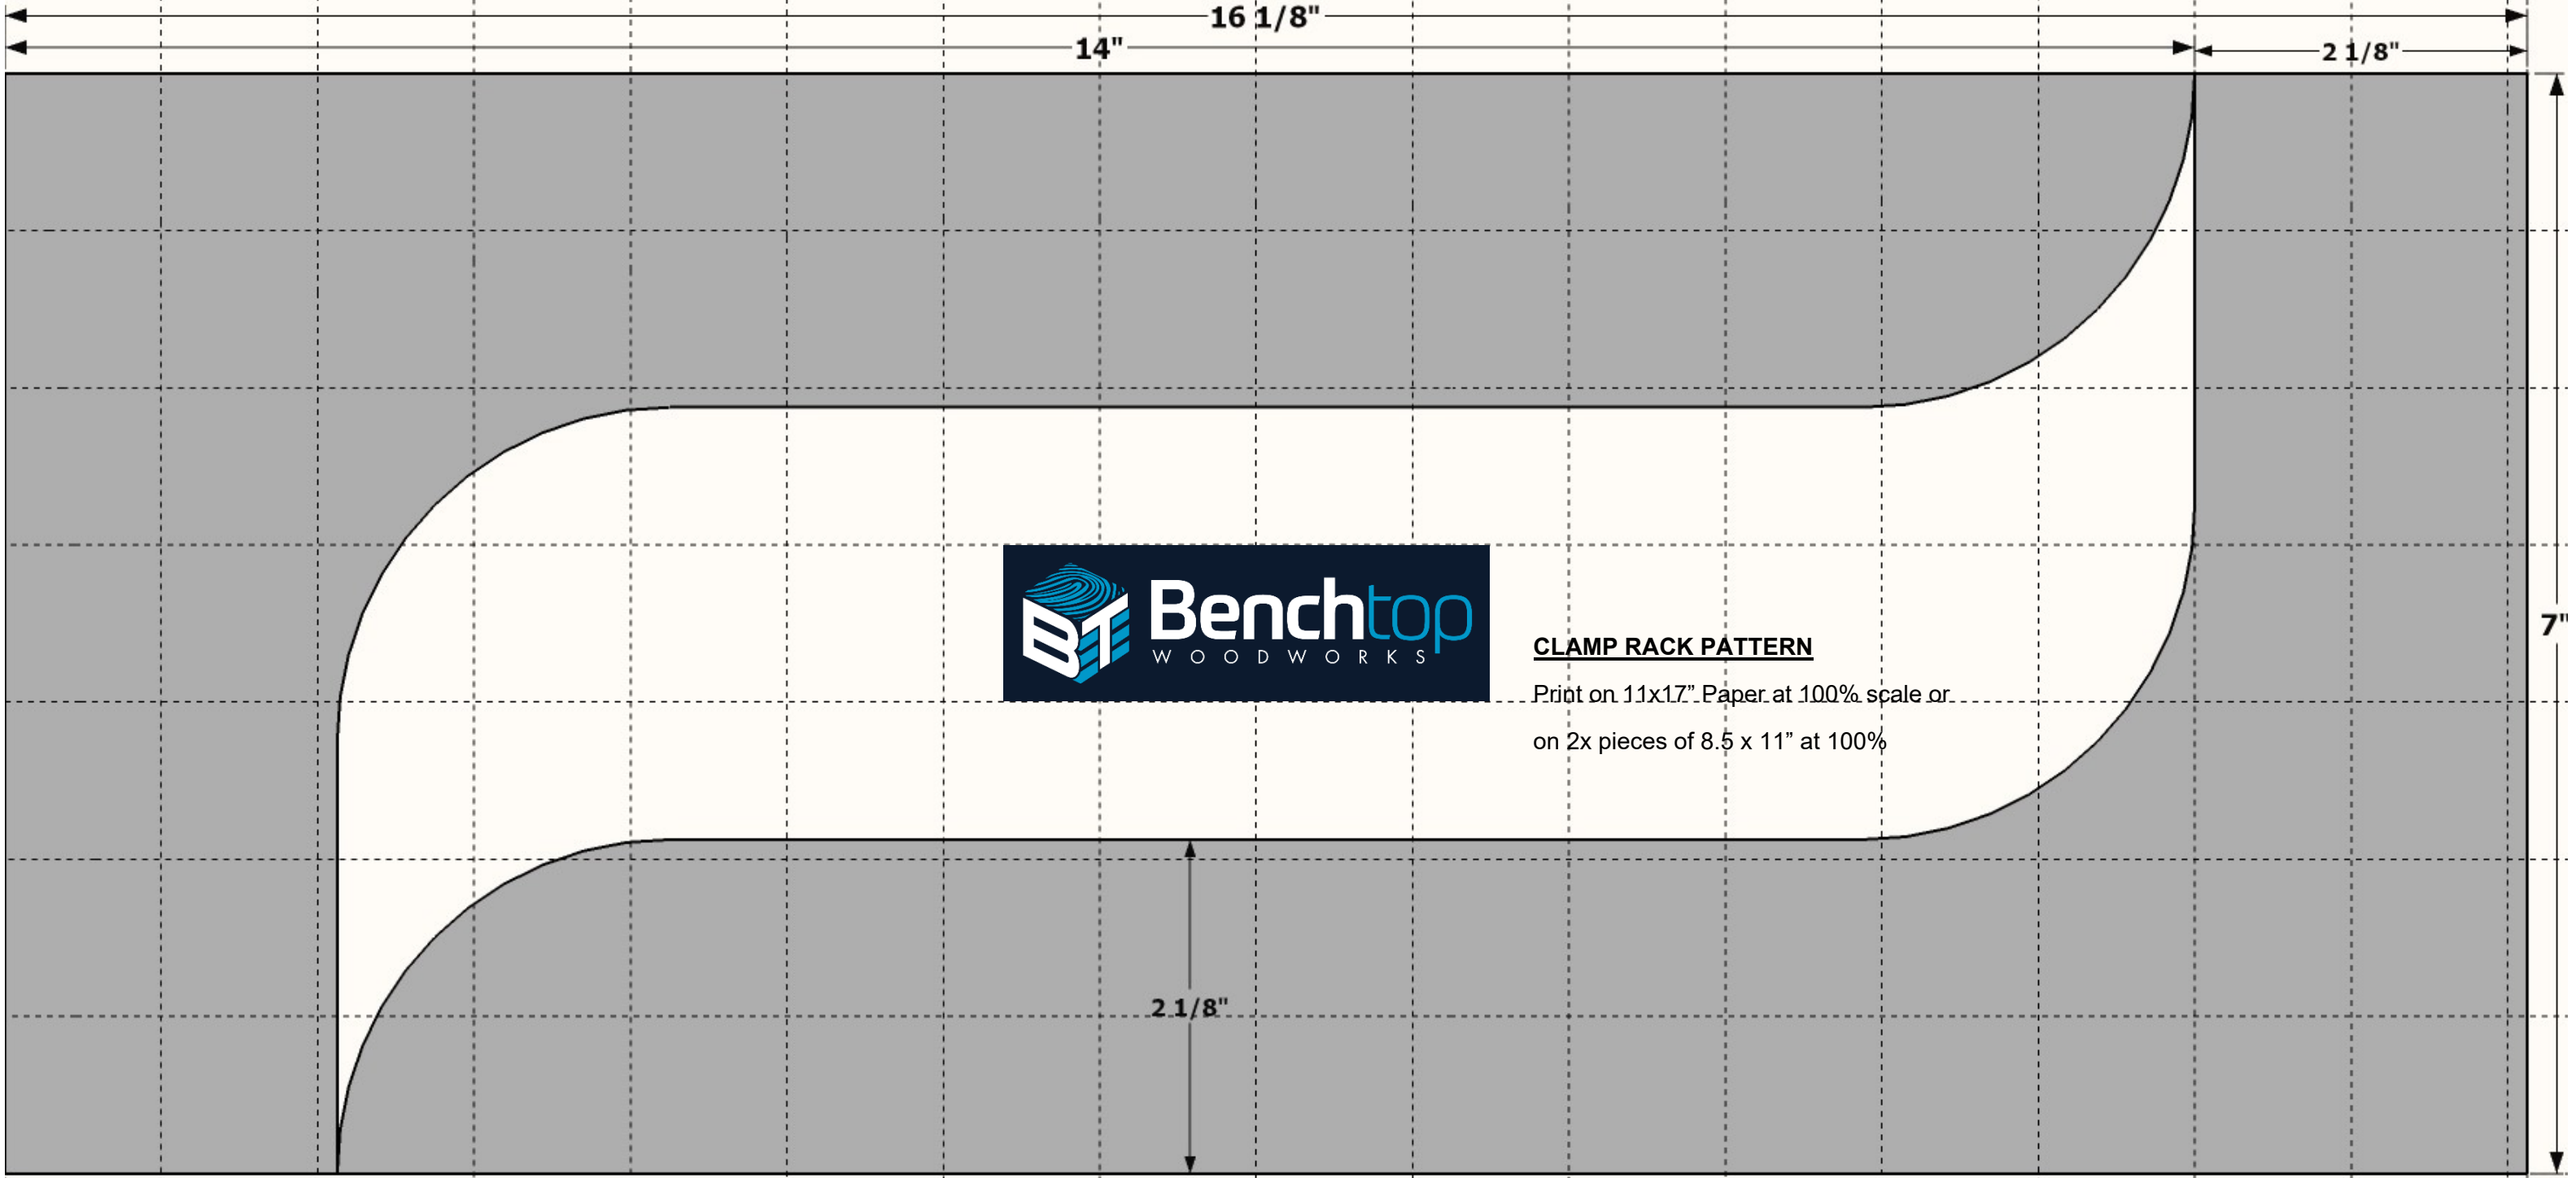 16 1/8"
14"
2 1/8"
7"
BT Benchtop
WOODWORKS
CLAMP RACK PATTERN
Print on 11x17” Paper at 100% scale or
on 2x pieces of 8.5 x 11” at 100%
2 1/8"